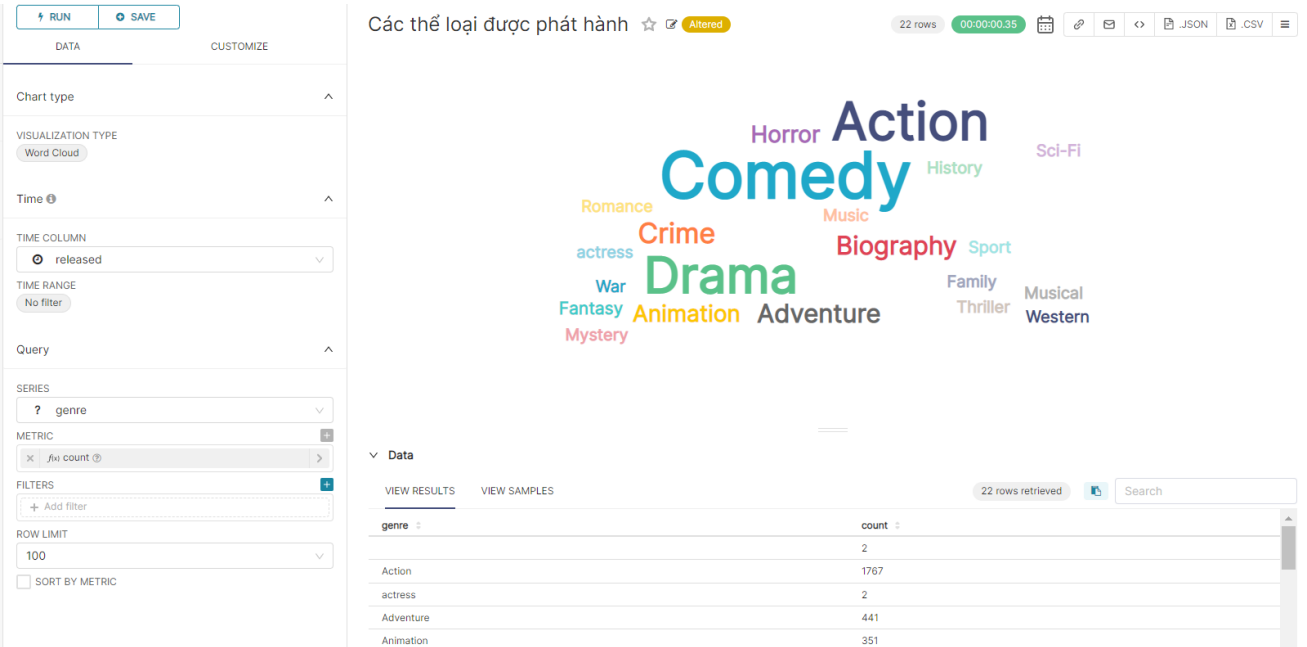 RUN
SAVE
DATA
CUSTOMIZE
Chart type
VISUALIZATION TYPE
Word Cloud
Time
TIME COLUMN
released
TIME RANGE
No filter
Query
SERIES
? genre
METRIC
f(x) count
FILTERS
+ Add filter
ROW LIMIT
100
SORT BY METRIC
Các thể loại được phát hành
Altered
22 rows
00:00:00.35
.JSON
.CSV
Action
Horror
Sci-Fi
Comedy
History
Romance
Music
Crime
Biography
Sport
actress
Drama
War
Family
Musical
Fantasy
Animation
Adventure
Thriller
Western
Mystery
Data
VIEW RESULTS
VIEW SAMPLES
22 rows retrieved
Search
genre count
2
Action 1767
actress 2
Adventure 441
Animation 351